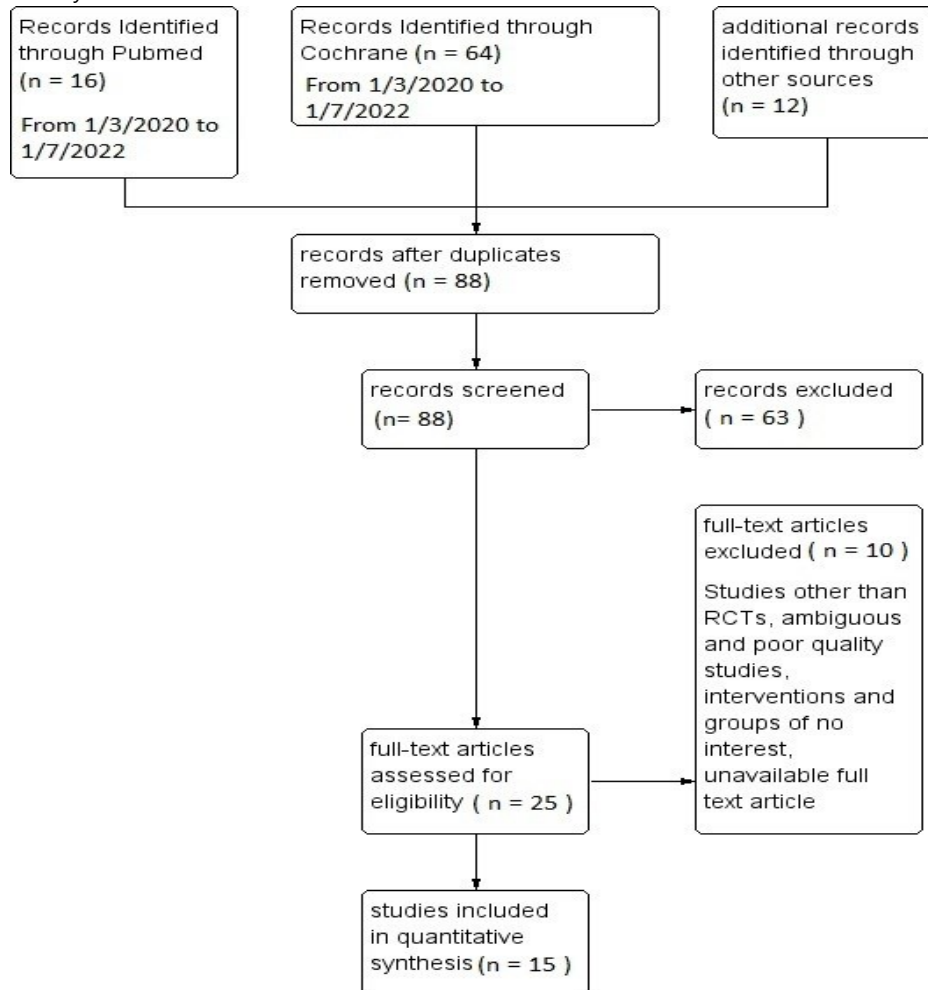 Records Identified
through Pubmed
(n = 16)
From 1/3/2020 to
1/7/2022
Records Identified through
Cochrane (n = 64)
From 1/3/2020 to
1/7/2022
additional records
identified through
other sources
(n = 12)
records after duplicates
removed (n = 88)
records screened
(n= 88)
records excluded
( n = 63 )
full-text articles
excluded ( n = 10 )
Studies other than
RCTs, ambiguous
and poor quality
studies,
interventions and
groups of no
interest,
unavailable full
text article
full-text articles
assessed for
eligibility ( n = 25 )
studies included
in quantitative
synthesis (n = 15 )